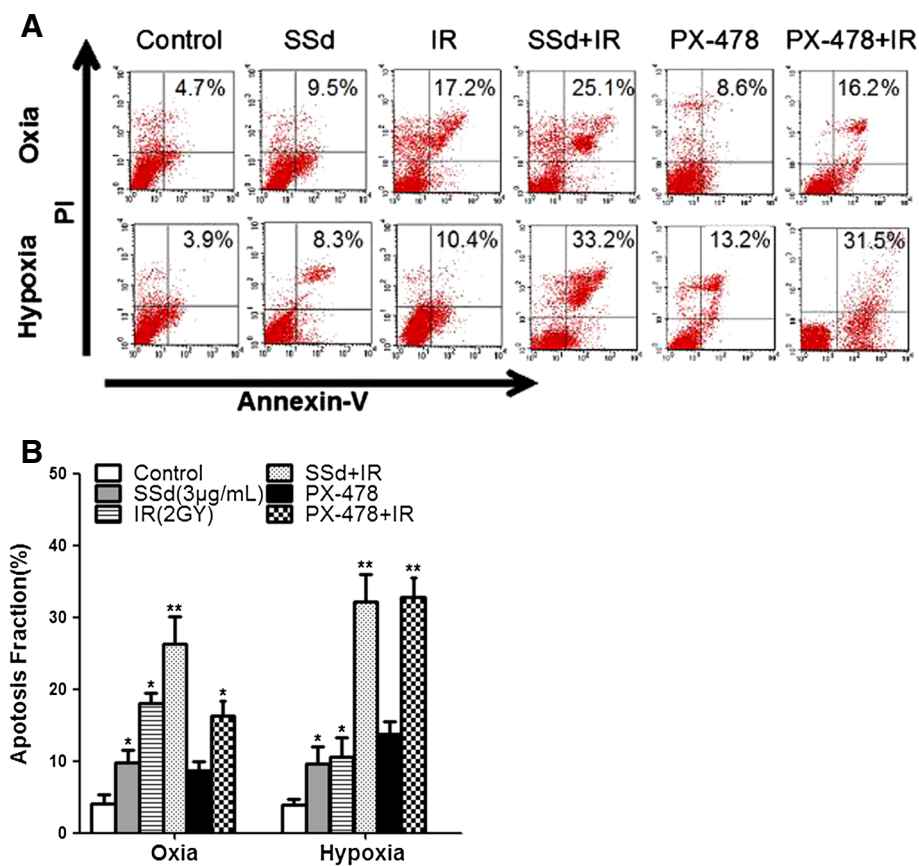 A
Control SSd IR SSd+IR PX-478 PX-478+IR
Oxia
4.7% 9.5% 17.2% 25.1% 8.6% 16.2%
PI
Hypoxia
3.9% 8.3% 10.4% 33.2% 13.2% 31.5%
Annexin-V
B
50
40
30
20
10
0
Apotosis Fraction(%)
Control
SSd(3μg/mL)
IR(2GY)
SSd+IR
PX-478
PX-478+IR
* * ** *
* * ** **
Oxia Hypoxia